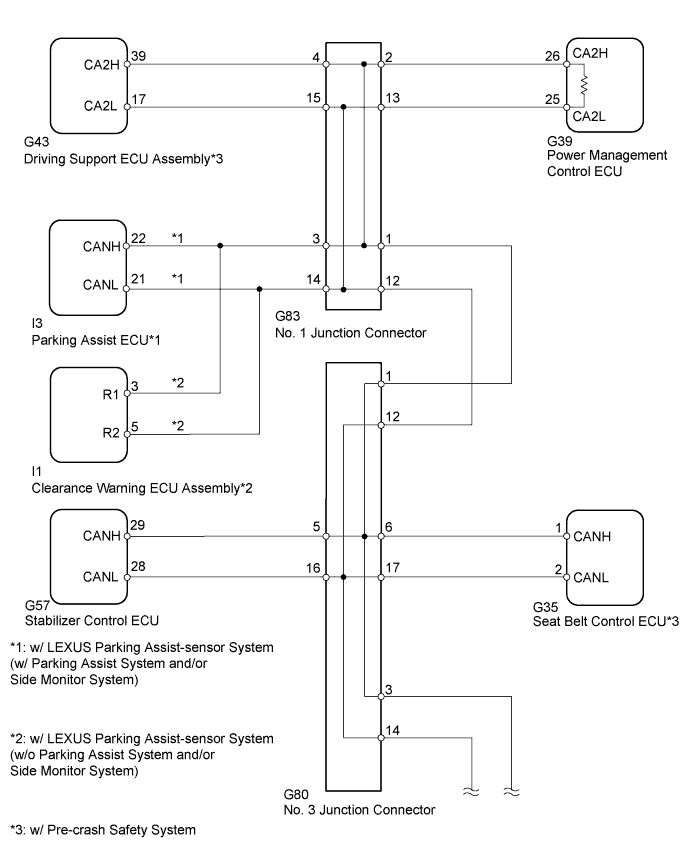 CA2H 39 4 2 26 CA2H
CA2L 17 15 13 25 CA2L
G43
Driving Support ECU Assembly*3
G39
Power Management
Control ECU
CANH 22 *1 3 1
CANL 21 *1 14 12
I3
Parking Assist ECU*1
G83
No. 1 Junction Connector
R1 3 *2 1
R2 5 *2 12
I1
Clearance Warning ECU Assembly*2
CANH 29 5 6 1 CANH
CANL 28 16 17 2 CANL
G57
Stabilizer Control ECU
G35
Seat Belt Control ECU*3
*1: w/ LEXUS Parking Assist-sensor System
(w/ Parking Assist System and/or
Side Monitor System)
3
14
*2: w/ LEXUS Parking Assist-sensor System
(w/o Parking Assist System and/or
Side Monitor System)
G80
No. 3 Junction Connector
*3: w/ Pre-crash Safety System